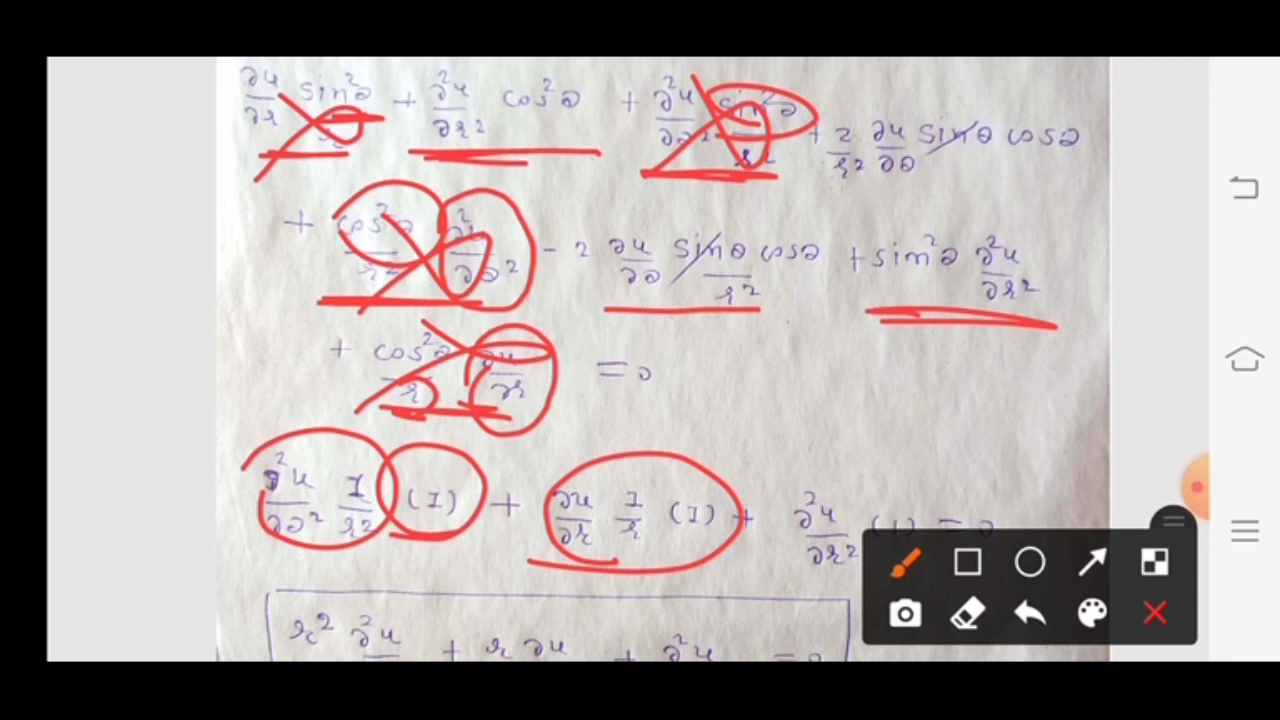 ∂u/∂r sin²θ/r + ∂²u/∂r² cos²θ + ∂²u/∂θ² sin²θ/r² + 2/r² ∂u/∂θ sinθ cosθ
+ cos²θ/r² ∂²u/∂θ² - 2 ∂u/∂θ sinθ cosθ/r² + sin²θ ∂²u/∂r²
+ cos²θ/r ∂u/∂r = 0
∂²u/∂θ² 1/r² (1) + ∂u/∂r 1/r (1) + ∂²u/∂r² (1) = 0
r² ∂²u + r ∂u + ∂²u = 0